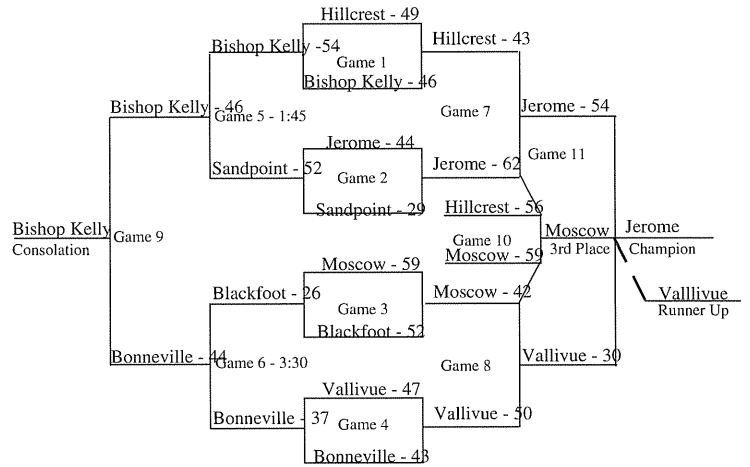 Hillcrest - 49
Bishop Kelly -54
Game 1
Hillcrest - 43
Bishop Kelly - 46
Bishop Kelly - 46
Game 5 - 1:45
Game 7
Jerome - 54
Jerome - 44
Sandpoint - 52
Game 2
Jerome - 62
Game 11
Sandpoint - 29
Hillcrest - 56
Bishop Kelly
Game 9
Game 10
Moscow
Jerome
Consolation
3rd Place
Champion
Moscow - 59
Moscow - 59
Blackfoot - 26
Game 3
Moscow - 42
Valllivue
Runner Up
Blackfoot - 52
Bonneville - 44
Game 6 - 3:30
Game 8
Vallivue - 30
Vallivue - 47
Bonneville - 37
Game 4
Vallivue - 50
Bonneville - 43